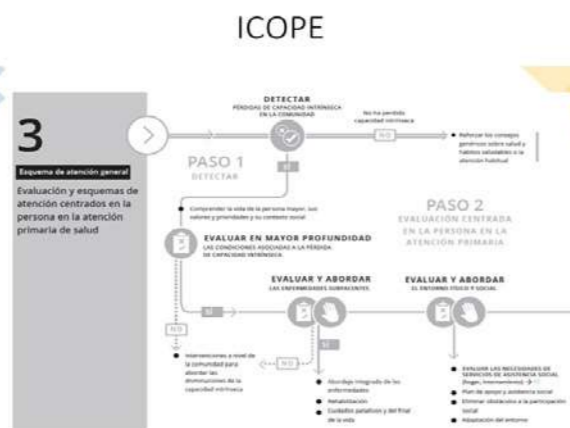 ICOPE
3
Esquema de atención general
Evaluación y esquemas de
atención centrados en la
persona en la atención
primaria de salud
DETECTAR
PÉRDIDAS DE CAPACIDAD INTRÍNSECA
EN LA COMUNIDAD
No ha perdido
capacidad intrínseca
NO
Reforzar los consejos
genéricos sobre salud y
hábitos saludables o la
atención habitual
PASO 1
DETECTAR
SÍ
Comprender la vida de la persona mayor, sus
valores y prioridades y su contexto social
PASO 2
EVALUACIÓN CENTRADA
EN LA PERSONA EN LA
ATENCIÓN PRIMARIA
EVALUAR EN MAYOR PROFUNDIDAD
LAS CONDICIONES ASOCIADAS A LA PÉRDIDA
DE CAPACIDAD INTRÍNSECA
EVALUAR Y ABORDAR
LAS ENFERMEDADES SUBYACENTES
EVALUAR Y ABORDAR
EL ENTORNO FÍSICO Y SOCIAL
SÍ
NO
SÍ
NO
Intervenciones a nivel de
la comunidad para
abordar las
disminuciones de la
capacidad intrínseca
Abordaje integrado de las
enfermedades
Rehabilitación
Cuidados paliativos y del final
de la vida
EVALUAR LAS NECESIDADES DE
SERVICIOS DE ASISTENCIA SOCIAL
Plan de apoyo y asistencia social
Eliminar obstáculos a la participación
social
Adaptación del entorno